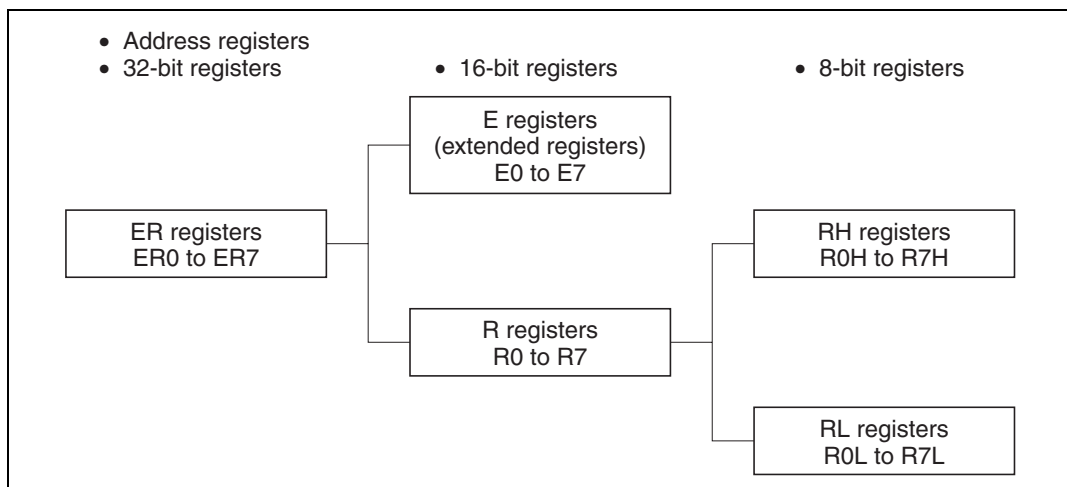 • Address registers
• 32-bit registers
• 16-bit registers
• 8-bit registers
E registers
(extended registers)
E0 to E7
ER registers
ER0 to ER7
RH registers
R0H to R7H
R registers
R0 to R7
RL registers
R0L to R7L